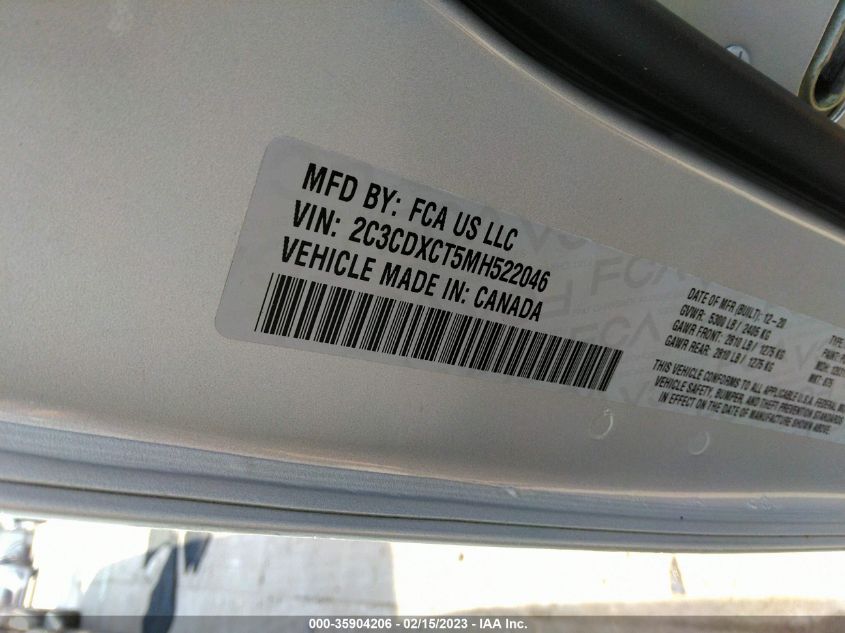 MFD BY: FCA US LLC
VIN: 2C3CDXCT5MH522046
VEHICLE MADE IN: CANADA
DATE OF MFR (BUILT): 12-20
GVWR: 5300 LB / 2405 KG
GAWR FRONT: 2810 LB / 1275 KG
GAWR REAR: 2810 LB / 1275 KG
THIS VEHICLE CONFORMS TO ALL APPLICABLE U.S.A. FEDERAL
VEHICLE SAFETY, BUMPER, AND THEFT PREVENTION STANDARDS
IN EFFECT ON THE DATE OF MANUFACTURE SHOWN ABOVE.
TYPE
FCA
000-35904206 - 02/15/2023 - IAA Inc.